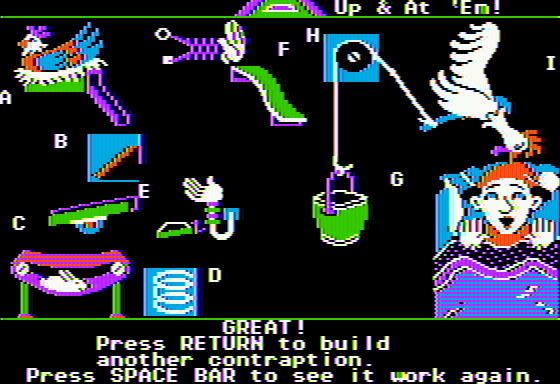 Up & At 'Em!
H
F
I
A
B
G
E
C
D
GREAT!
Press RETURN to build
another contraption.
Press SPACE BAR to see it work again.